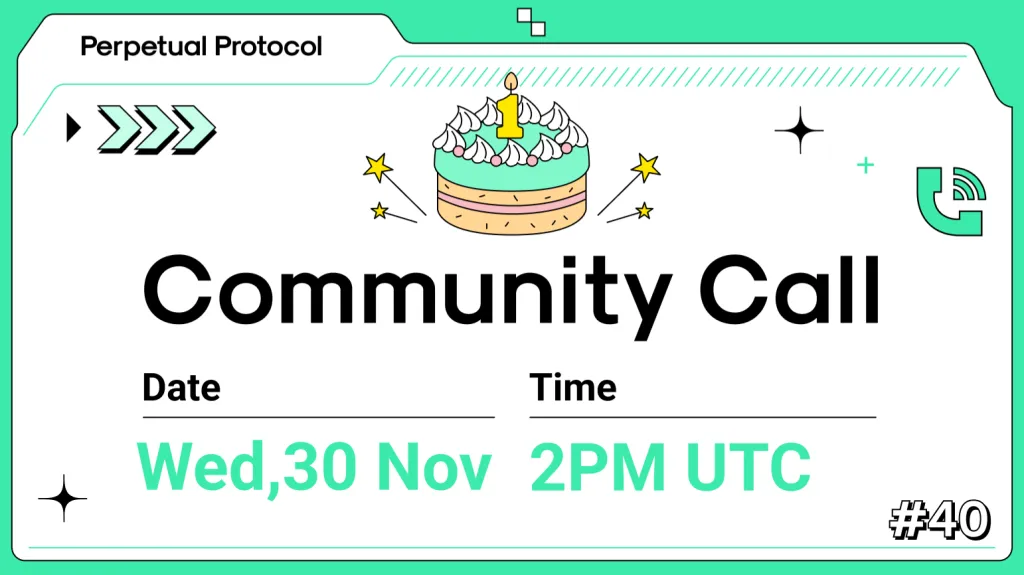 Perpetual Protocol
1
Community Call
Date
Time
Wed,30 Nov
2PM UTC
#40